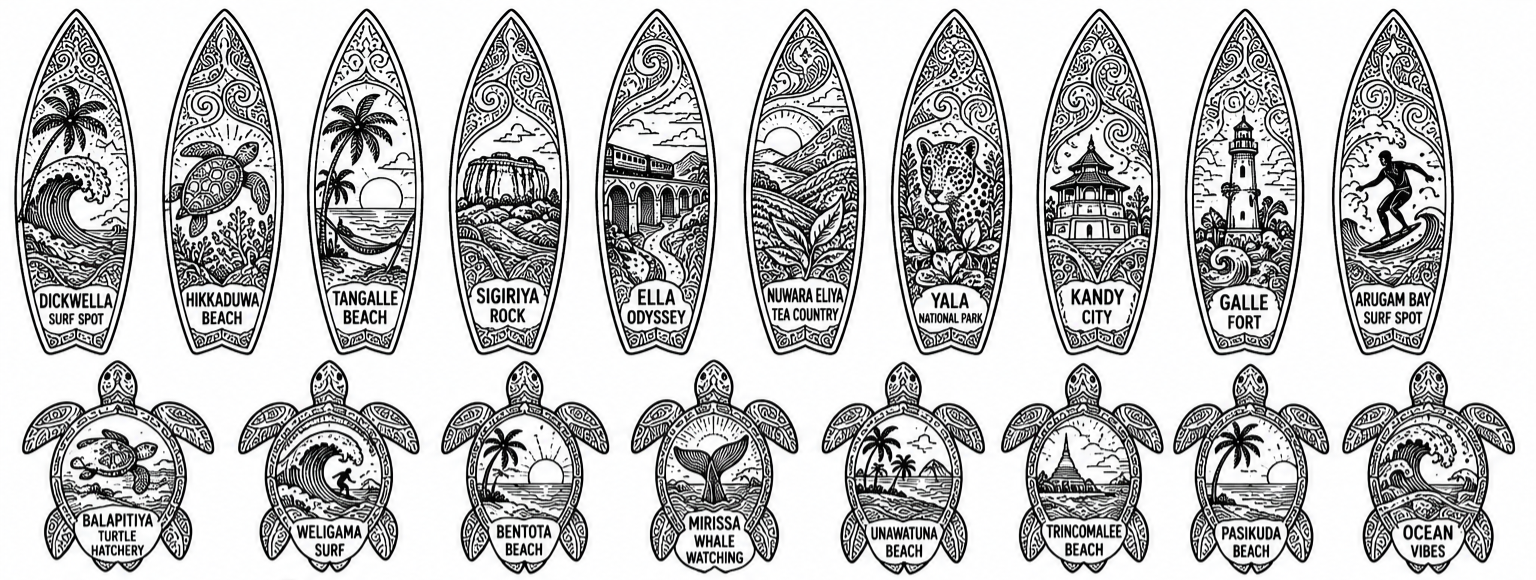 DICKWELLA
SURF SPOT
HIKKADUWA
BEACH
TANGALLE
BEACH
SIGIRIYA
ROCK
ELLA
ODYSSEY
NUWARA ELIYA
TEA COUNTRY
YALA
NATIONAL PARK
KANDY
CITY
GALLE
FORT
ARUGAM BAY
SURF SPOT
BALAPITIYA
TURTLE
HATCHERY
WELIGAMA
SURF
BENTOTA
BEACH
MIRISSA
WHALE
WATCHING
UNAWATUNA
BEACH
TRINCOMALEE
BEACH
PASIKUDA
BEACH
OCEAN
VIBES